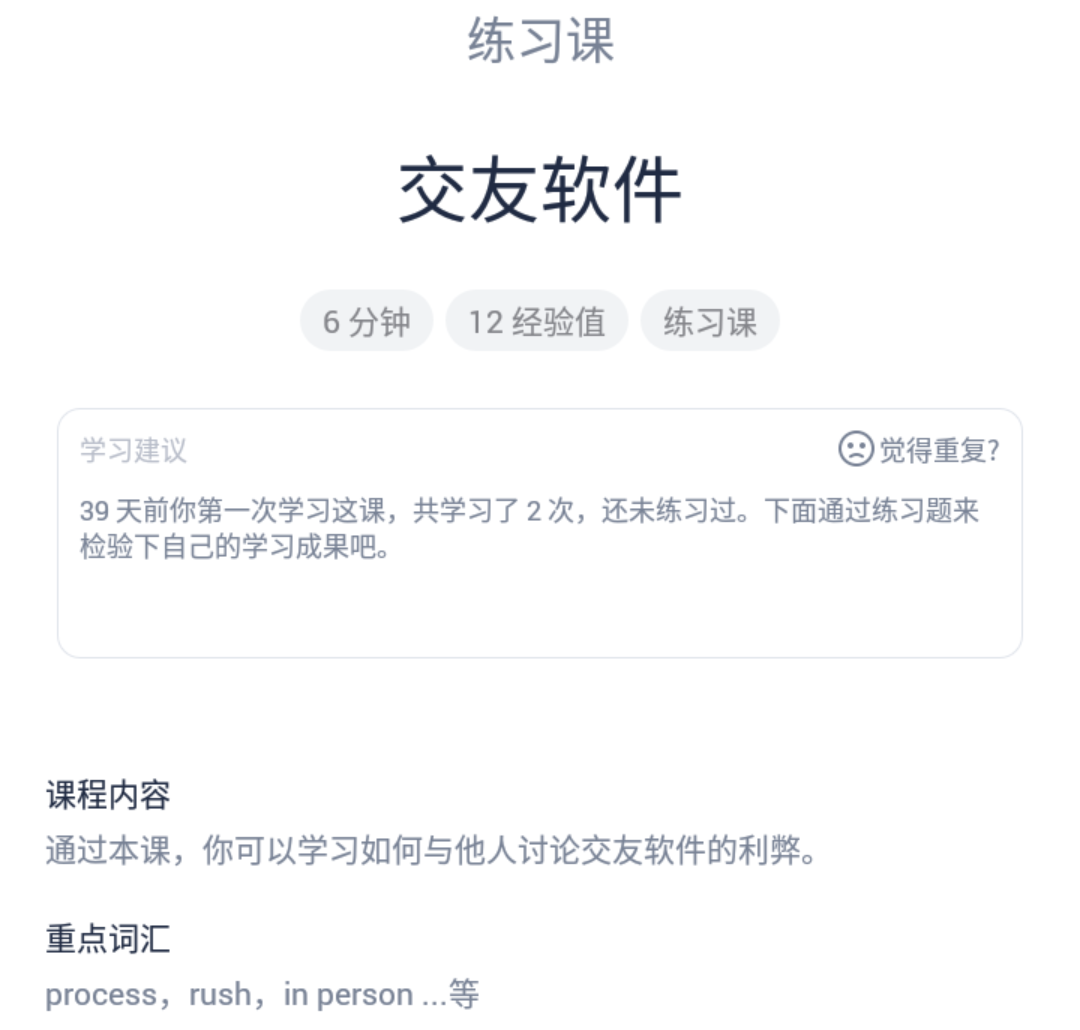 练习课
交友软件
6 分钟 12 经验值 练习课
学习建议 觉得重复?
39 天前你第一次学习这课，共学习了 2 次，还未练习过。下面通过练习题来
检验下自己的学习成果吧。
课程内容
通过本课，你可以学习如何与他人讨论交友软件的利弊。
重点词汇
process，rush，in person ...等